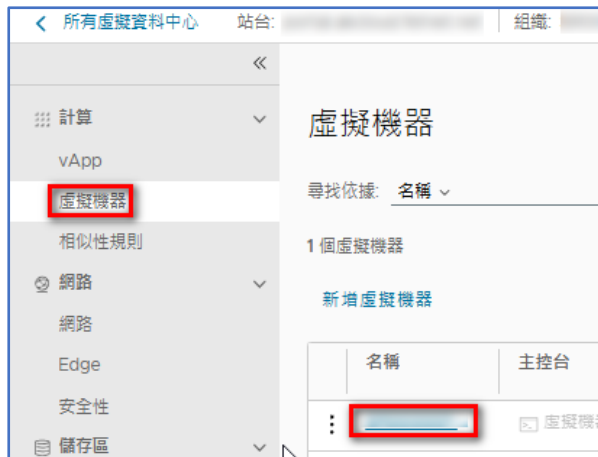 所有虛擬資料中心 站台: 組織:
計算
vApp
虛擬機器
相似性規則
網路
網路
Edge
安全性
儲存區
虛擬機器
尋找依據: 名稱
1 個虛擬機器
新增虛擬機器
名稱 主控台
虛擬機